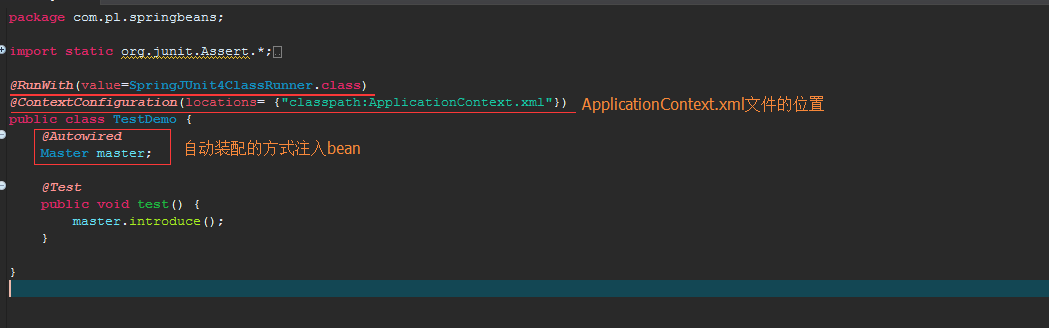 package com.pl.springbeans;
import static org.junit.Assert.*;
@RunWith(value=SpringJUnit4ClassRunner.class)
@ContextConfiguration(locations= {"classpath:ApplicationContext.xml"}) ApplicationContext.xml文件的位置
public class TestDemo {
@Autowired
Master master; 自动装配的方式注入bean
@Test
public void test() {
master.introduce();
}
}